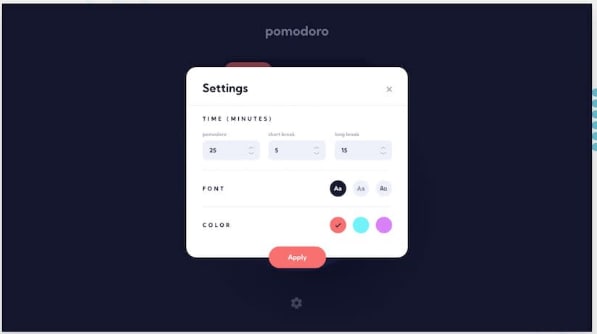 pomodoro
Settings
TIME (MINUTES)
pomodoro short break long break
25 5 15
FONT Aa Aa Aa
COLOR
Apply